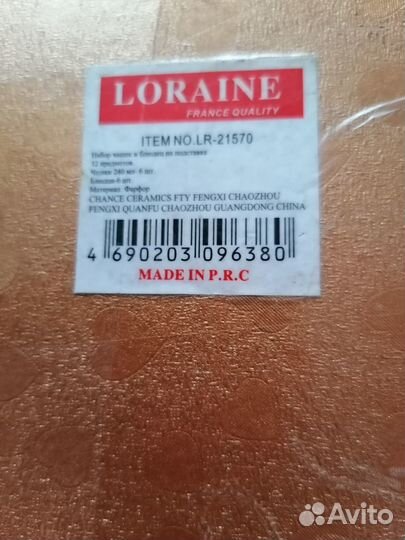 LORAINE
FRANCE QUALITY
ITEM NO.LR-21570
Набор чашек и блюдец на подставке
12 предметов.
Чашки 240 мл- 6 шт.
Блюдца-6 шт.
Материал Фарфор
CHANCE CERAMICS FTY FENGXI CHAOZHOU
FENGXI QUANFU CHAOZHOU GUANGDONG CHINA
4 690203 096380
MADE IN P.R.C
Avito